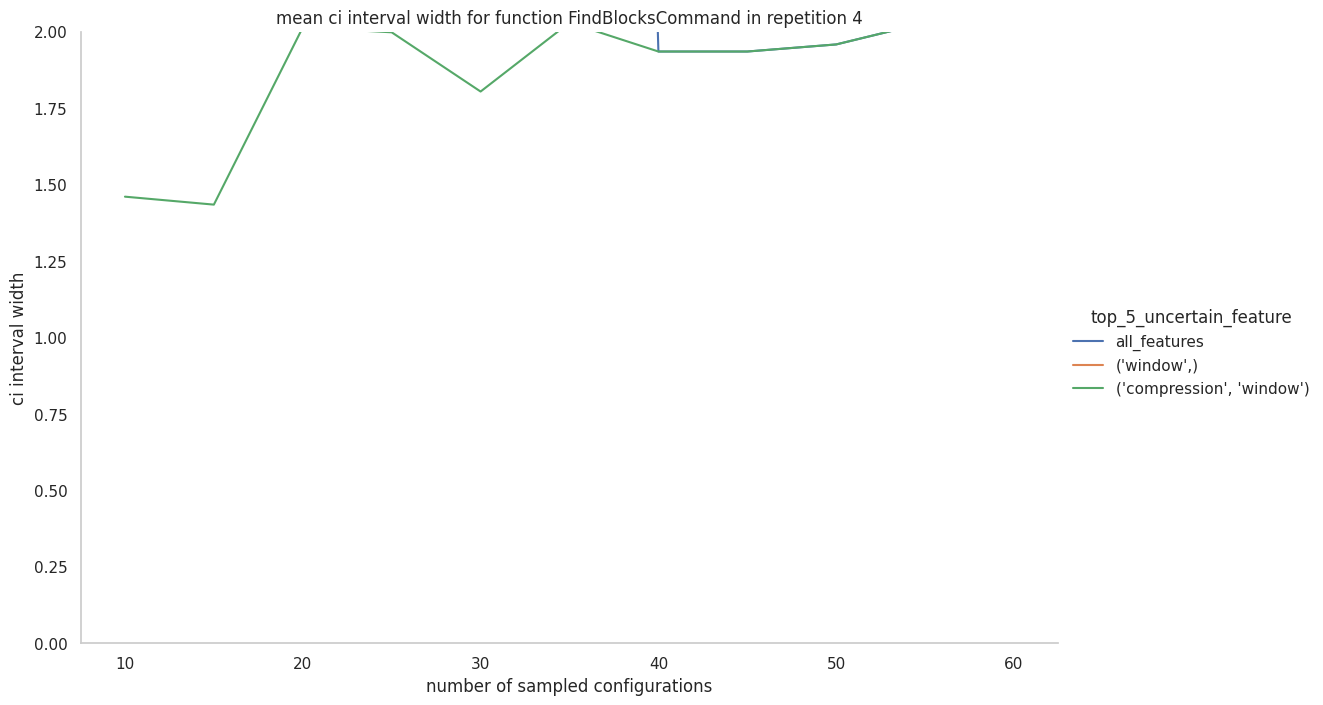 mean ci interval width for function FindBlocksCommand in repetition 4
2.00
1.75
1.50
1.25
1.00
0.75
0.50
0.25
0.00
ci interval width
10 20 30 40 50 60
number of sampled configurations
top_5_uncertain_feature
all_features
('window',)
('compression', 'window')